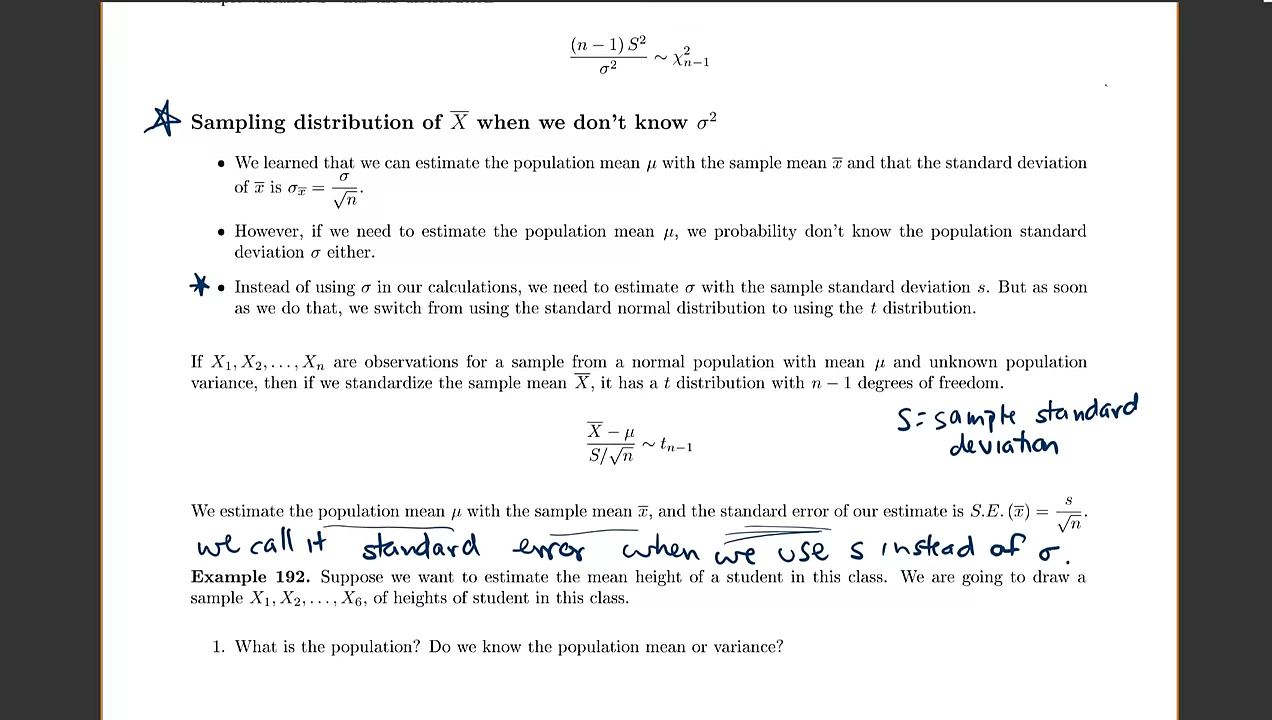 (n − 1) S²
σ² ∼ χ²ₙ₋₁
Sampling distribution of X̅ when we don't know σ²
• We learned that we can estimate the population mean μ with the sample mean x̅ and that the standard deviation
of x̅ is σₓ̅ = σ/√n.
• However, if we need to estimate the population mean μ, we probability don't know the population standard
deviation σ either.
• Instead of using σ in our calculations, we need to estimate σ with the sample standard deviation s. But as soon
as we do that, we switch from using the standard normal distribution to using the t distribution.
If X₁, X₂, . . . , Xₙ are observations for a sample from a normal population with mean μ and unknown population
variance, then if we standardize the sample mean X̅, it has a t distribution with n − 1 degrees of freedom.
S = sample standard
deviation
X̅ − μ
S/√n ∼ tₙ₋₁
We estimate the population mean μ with the sample mean x̅, and the standard error of our estimate is S.E. (x̅) = s/√n.
we call it standard error when we use s instead of σ.
Example 192. Suppose we want to estimate the mean height of a student in this class. We are going to draw a
sample X₁, X₂, . . . , X₆, of heights of student in this class.
1. What is the population? Do we know the population mean or variance?